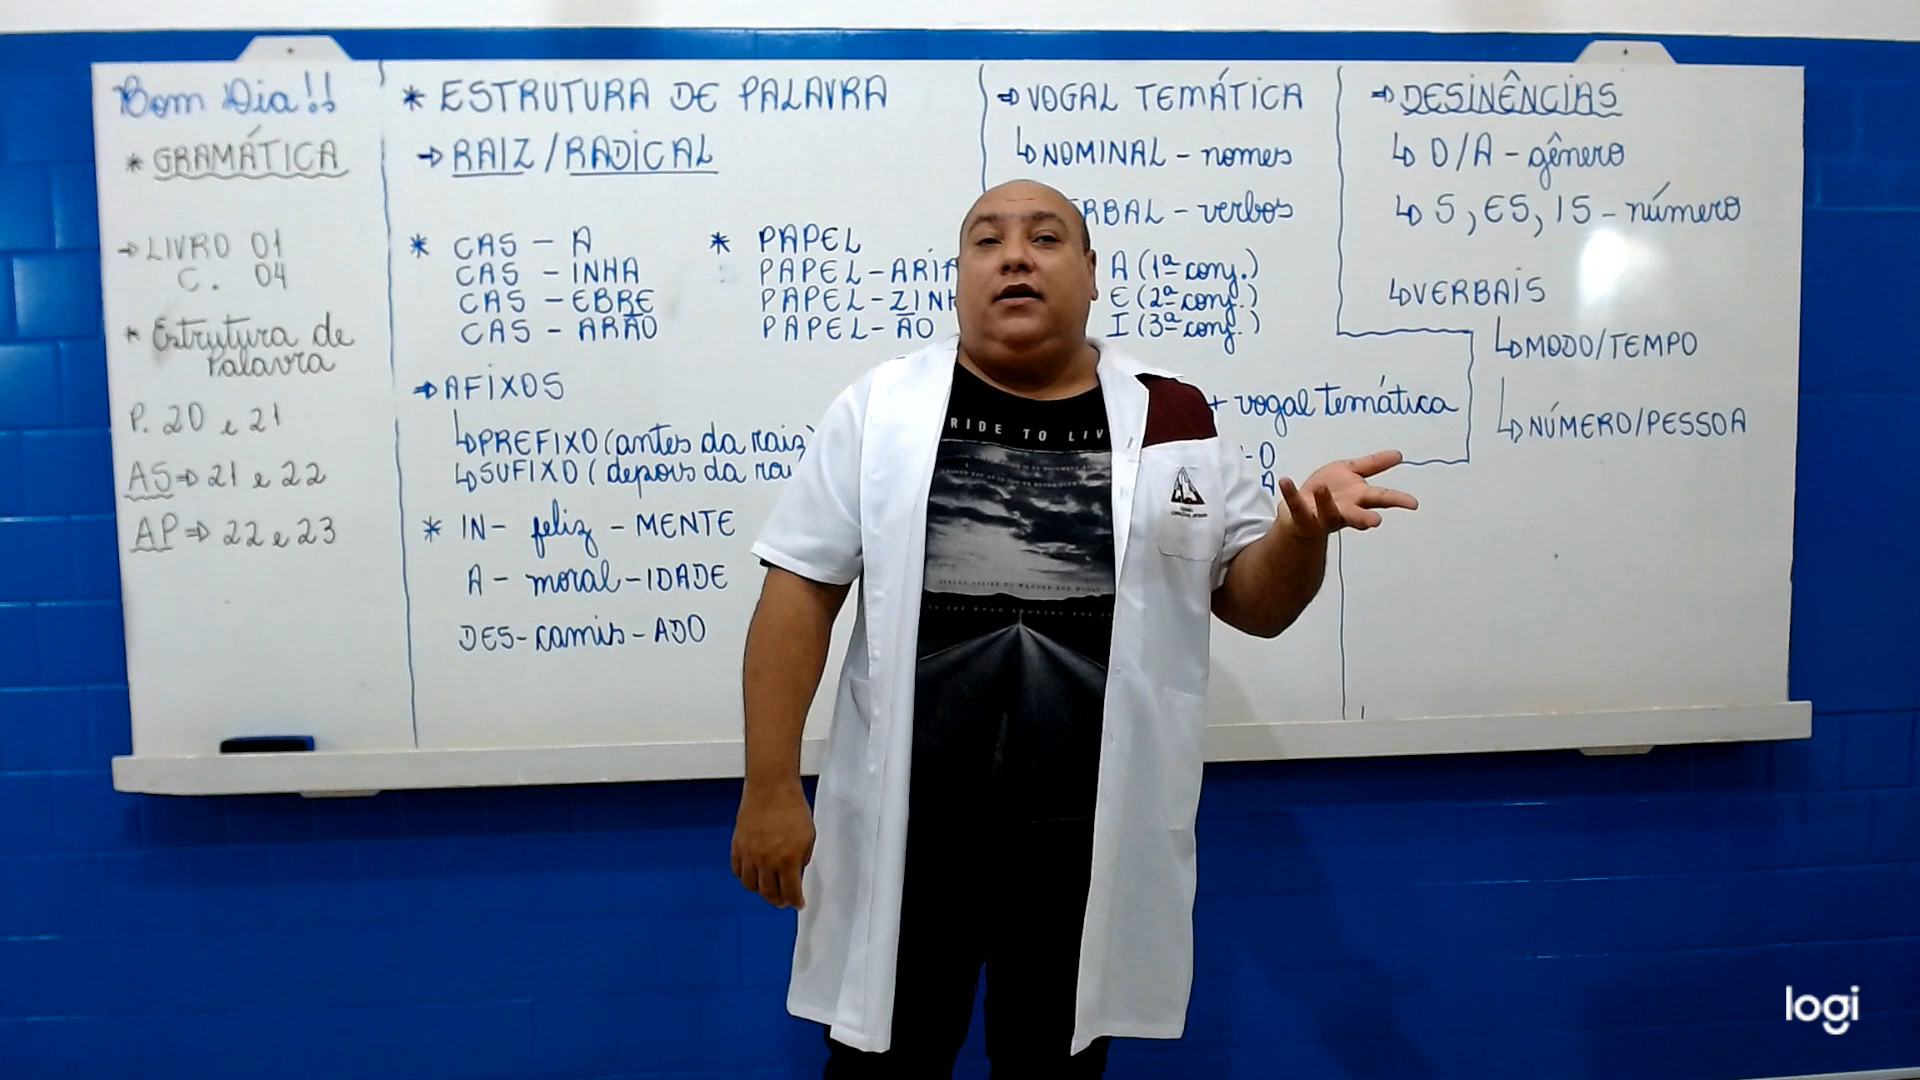 Bom Dia!!
* GRAMÁTICA
→ LIVRO 01
C. 04
* Estrutura de
Palavra
P. 20 e 21
AS ⇒ 21 e 22
AP ⇒ 22 e 23
* ESTRUTURA DE PALAVRA
→ RAIZ / RADICAL
* CAS - A
CAS - INHA
CAS - EBRE
CAS - ARÃO
* PAPEL
PAPEL - ARIA
PAPEL - ZINH
PAPEL - ÃO
→ AFIXOS
↳ PREFIXO (antes da raiz)
↳ SUFIXO (depois da rai
* IN - feliz - MENTE
A - moral - IDADE
DES - camis - ADO
→ VOGAL TEMÁTICA
↳ NOMINAL - nomes
ERBAL - verbos
A (1ª conj.)
E (2ª conj.)
I (3ª conj.)
+ vogal temática
- O
A
→ DESINÊNCIAS
↳ O/A - gênero
↳ S, ES, IS - número
↳ VERBAIS
↳ MODO/TEMPO
↳ NÚMERO/PESSOA
RIDE TO LIV
logi